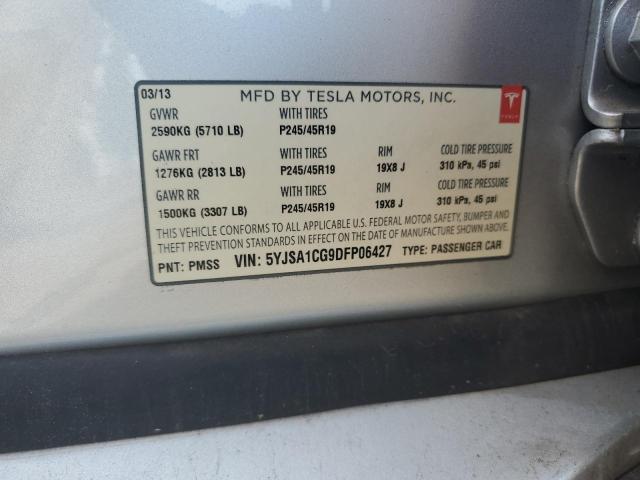 03/13 MFD BY TESLA MOTORS, INC.
GVWR WITH TIRES
2590KG (5710 LB) P245/45R19
GAWR FRT WITH TIRES RIM COLD TIRE PRESSURE
1276KG (2813 LB) P245/45R19 19X8 J 310 kPa, 45 psi
GAWR RR WITH TIRES RIM COLD TIRE PRESSURE
1500KG (3307 LB) P245/45R19 19X8 J 310 kPa, 45 psi
THIS VEHICLE CONFORMS TO ALL APPLICABLE U.S. FEDERAL MOTOR SAFETY, BUMPER AND
THEFT PREVENTION STANDARDS IN EFFECT ON THE DATE OF MANUFACTURE SHOWN ABOVE.
PNT: PMSS VIN: 5YJSA1CG9DFP06427 TYPE: PASSENGER CAR
TESLA